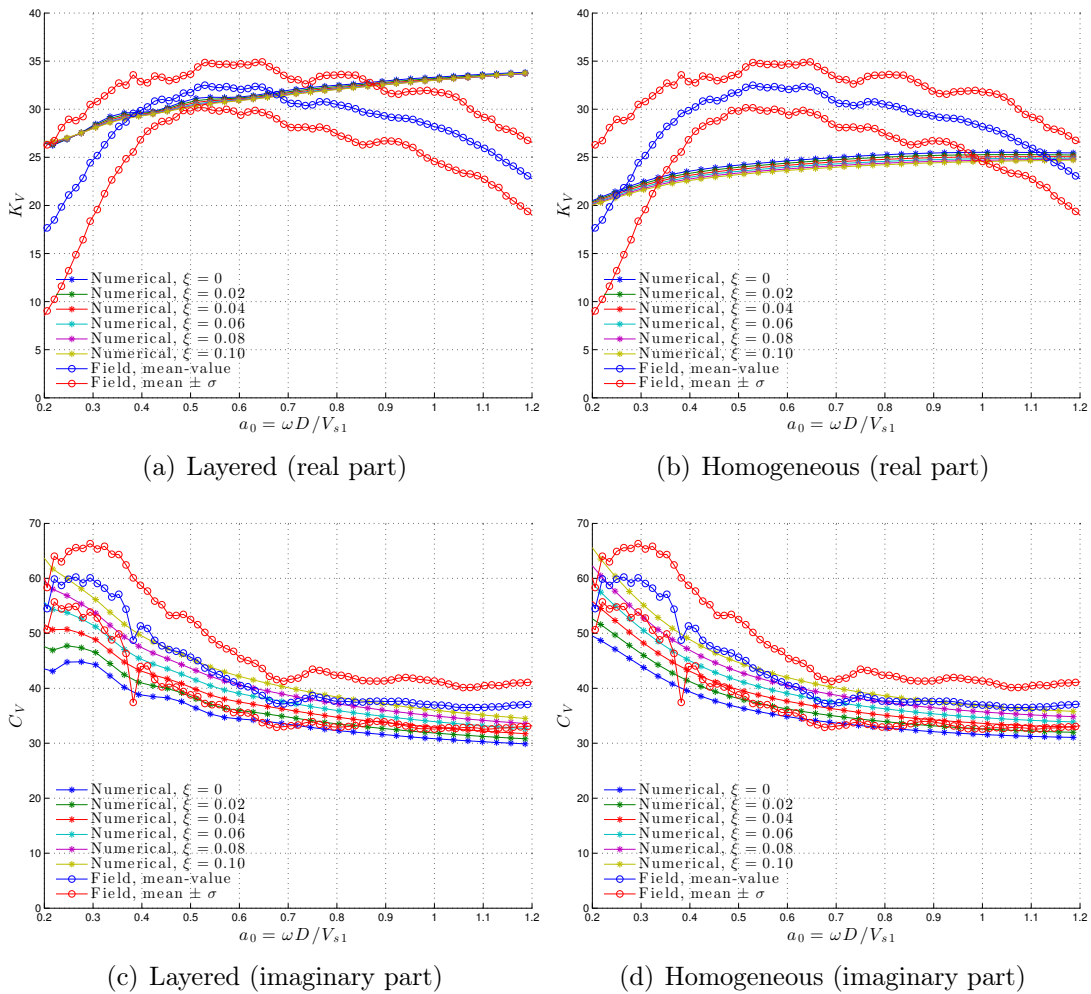 40
35
30
25
20
15
10
5
0
K_V
Numerical, ξ = 0
Numerical, ξ = 0.02
Numerical, ξ = 0.04
Numerical, ξ = 0.06
Numerical, ξ = 0.08
Numerical, ξ = 0.10
Field, mean-value
Field, mean ± σ
0.2 0.3 0.4 0.5 0.6 0.7 0.8 0.9 1 1.1 1.2
a_0 = ωD/V_{s1}
(a) Layered (real part)
40
35
30
25
20
15
10
5
0
K_V
Numerical, ξ = 0
Numerical, ξ = 0.02
Numerical, ξ = 0.04
Numerical, ξ = 0.06
Numerical, ξ = 0.08
Numerical, ξ = 0.10
Field, mean-value
Field, mean ± σ
0.2 0.3 0.4 0.5 0.6 0.7 0.8 0.9 1 1.1 1.2
a_0 = ωD/V_{s1}
(b) Homogeneous (real part)
70
60
50
40
30
20
10
0
C_V
Numerical, ξ = 0
Numerical, ξ = 0.02
Numerical, ξ = 0.04
Numerical, ξ = 0.06
Numerical, ξ = 0.08
Numerical, ξ = 0.10
Field, mean-value
Field, mean ± σ
0.2 0.3 0.4 0.5 0.6 0.7 0.8 0.9 1 1.1 1.2
a_0 = ωD/V_{s1}
(c) Layered (imaginary part)
70
60
50
40
30
20
10
0
C_V
Numerical, ξ = 0
Numerical, ξ = 0.02
Numerical, ξ = 0.04
Numerical, ξ = 0.06
Numerical, ξ = 0.08
Numerical, ξ = 0.10
Field, mean-value
Field, mean ± σ
0.2 0.3 0.4 0.5 0.6 0.7 0.8 0.9 1 1.1 1.2
a_0 = ωD/V_{s1}
(d) Homogeneous (imaginary part)